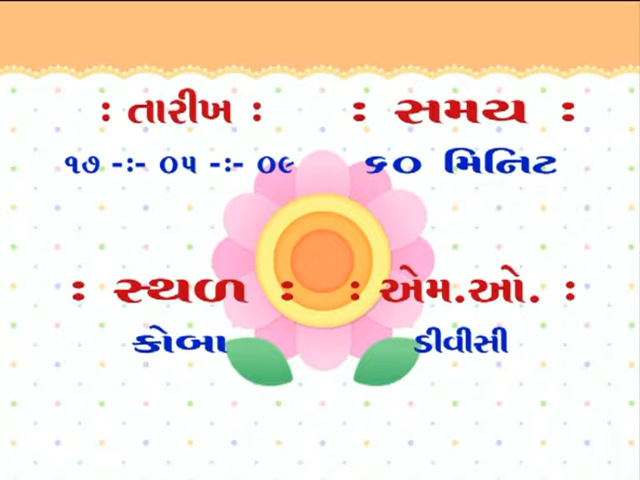 : તારીખ : : સમય :
૧૭ -:- ૦૫ -:- ૦૯ ૬૦ મિનિટ
: સ્થળ : : એમ.ઓ. :
કોબા ડીવીસી